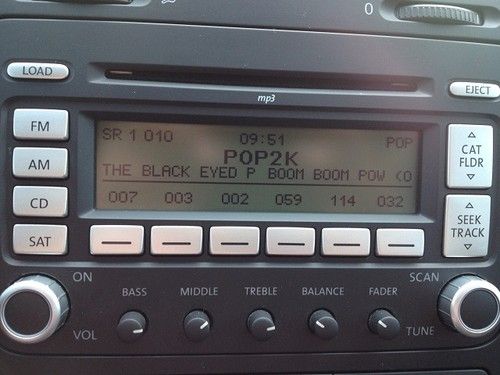 0
LOAD
EJECT
mp3
FM
AM
CD
SAT
SR 1 010 09:51 POP
POP2K
THE BLACK EYED P BOOM BOOM POW (O
007 003 002 059 114 032
CAT
FLDR
SEEK
TRACK
ON
VOL
BASS MIDDLE TREBLE BALANCE FADER
SCAN
TUNE